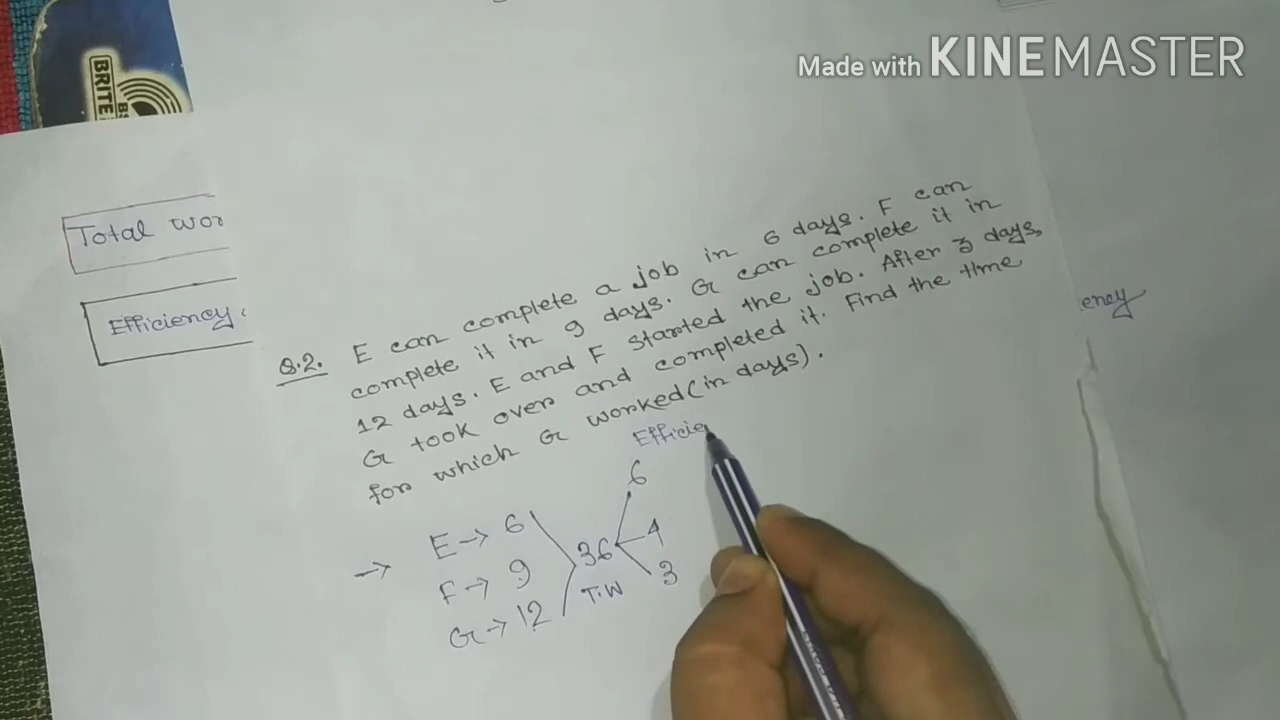 Made with KINEMASTER
BRITE
Total wor
Efficiency
ency
Q.2. E can complete a job in 6 days. F can
complete it in 9 days. G can complete it in
12 days. E and F started the job. After 3 days,
G took over and completed it. Find the time
for which G worked (in days).
Efficie
→ E → 6
F → 9
G → 12
36
T.W
6
4
3